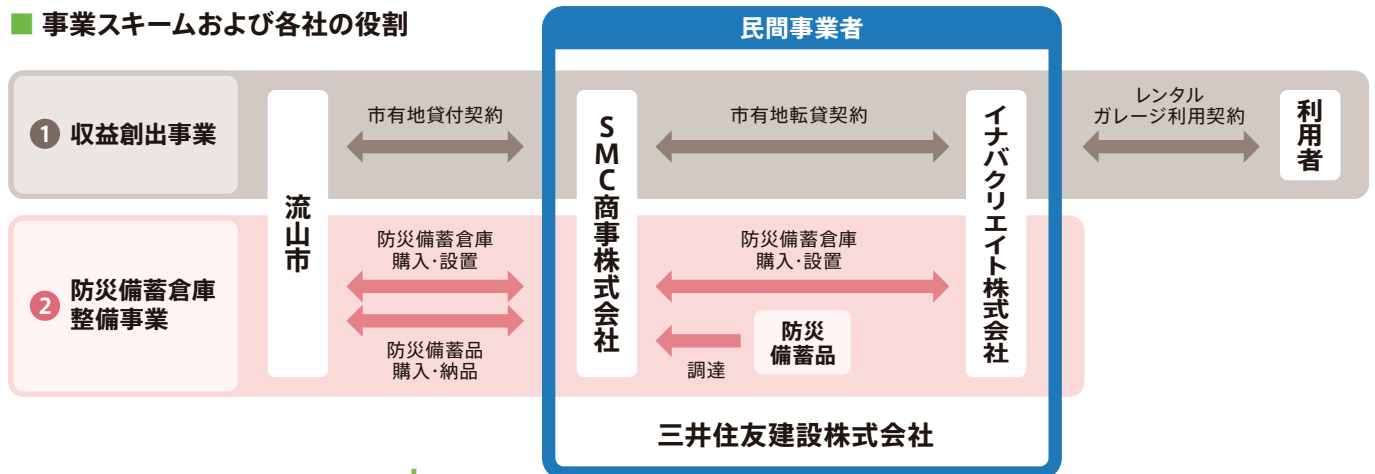 ■ 事業スキームおよび各社の役割
民間事業者
1 収益創出事業
市有地貸付契約
市有地転貸契約
レンタル
ガレージ利用契約
利用者
流山市
SMC商事株式会社
イナバクリエイト株式会社
2 防災備蓄倉庫
整備事業
防災備蓄倉庫
購入・設置
防災備蓄品
購入・納品
防災備蓄倉庫
購入・設置
防災
備蓄品
調達
三井住友建設株式会社